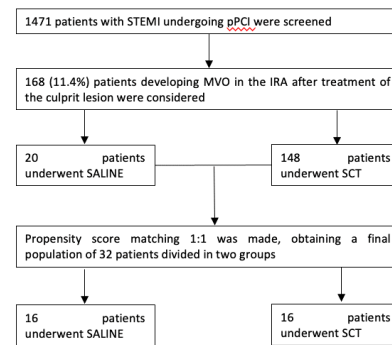 1471 patients with STEMI undergoing pPCI were screened
168 (11.4%) patients developing MVO in the IRA after treatment of
the culprit lesion were considered
20 patients
underwent SALINE
148 patients
underwent SCT
Propensity score matching 1:1 was made, obtaining a final
population of 32 patients divided in two groups
16 patients
underwent SALINE
16 patients
underwent SCT